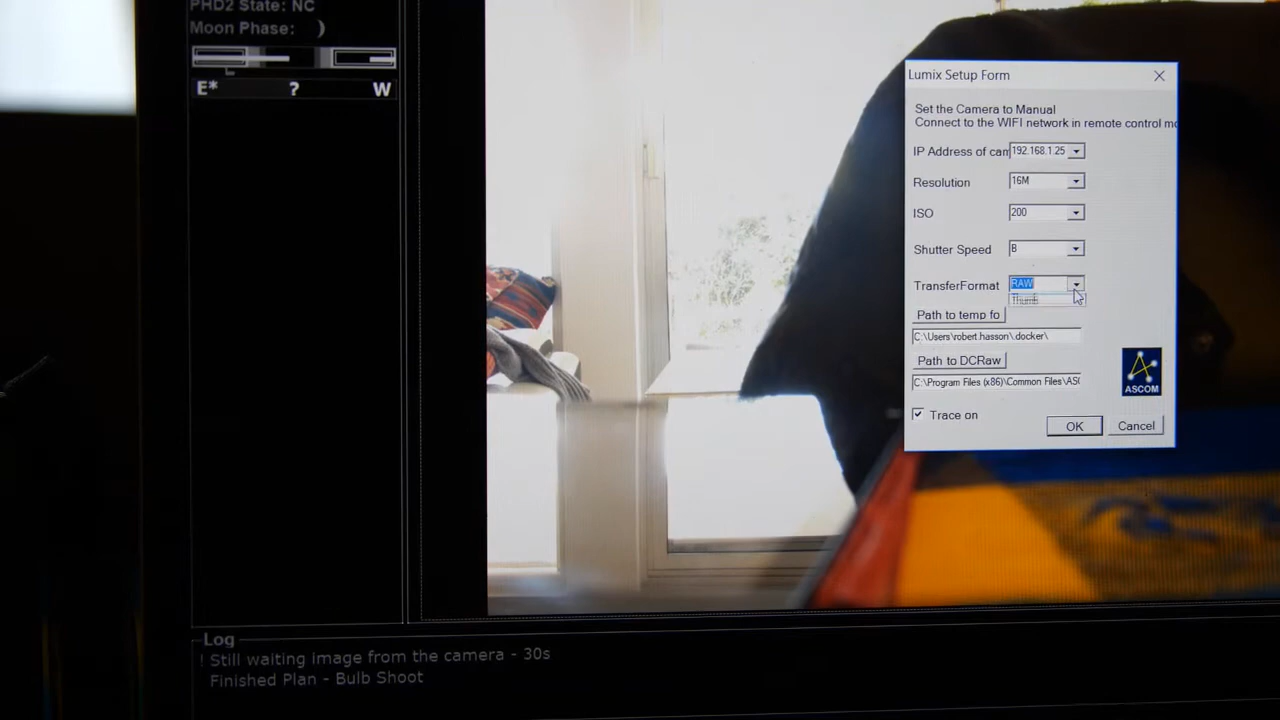 PHD2 State: NC
Moon Phase:
E* ? W
Lumix Setup Form
Set the Camera to Manual
Connect to the WIFI network in remote control mo
IP Address of cam 192.168.1.25
Resolution 16M
ISO 200
Shutter Speed B
TransferFormat RAW
Thumb
Path to temp fo
C:\Users\robert.hasson\.docker\
Path to DCRaw
C:\Program Files (x86)\Common Files\ASC
ASCOM
Trace on
OK Cancel
Log
! Still waiting image from the camera - 30s
Finished Plan - Bulb Shoot